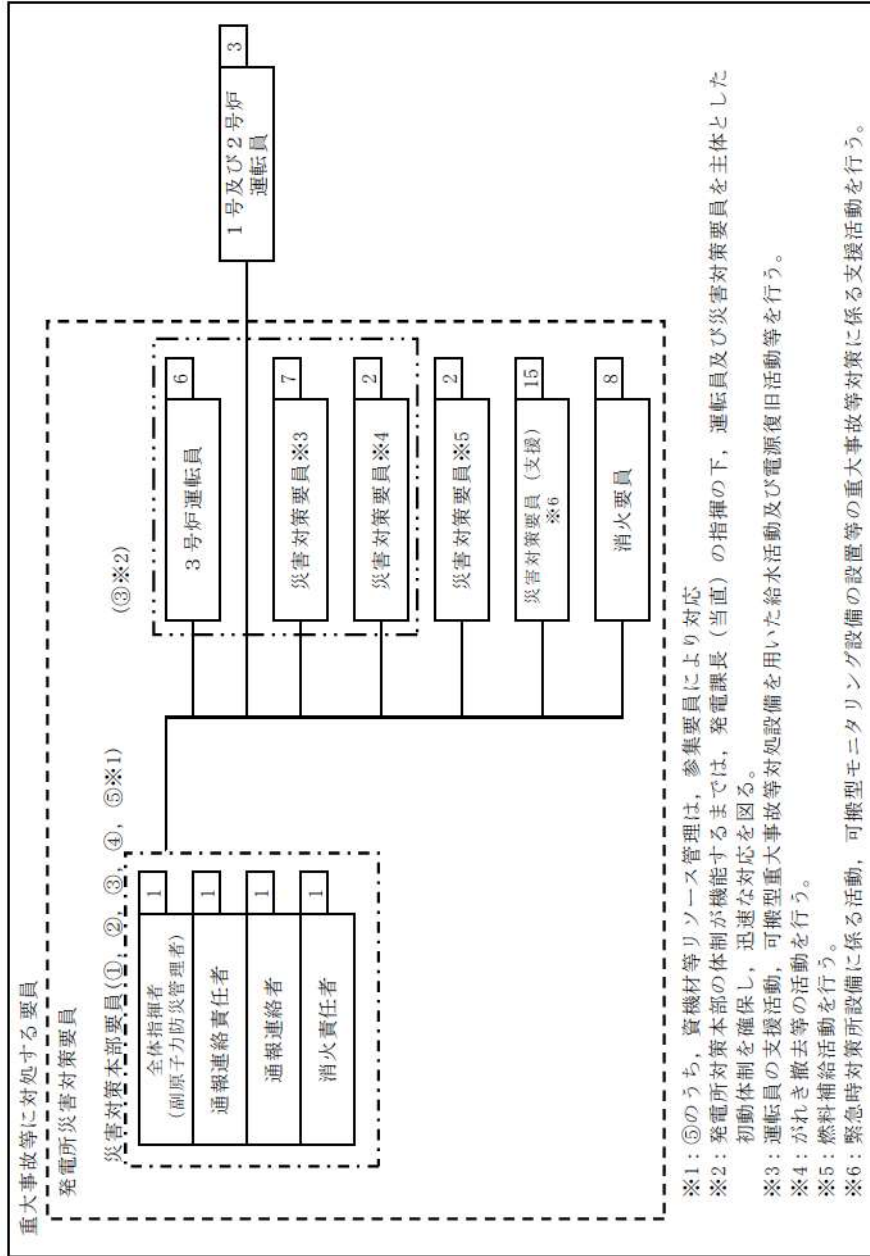 重大事故等に対処する要員
発電所災害対策要員
災害対策本部要員(①，②，③，④，⑤※1)
全体指揮者
(副原子力防災管理者)
1
通報連絡責任者
1
通報連絡者
1
消火責任者
1
(③※2)
3号炉運転員
6
災害対策要員※3
7
災害対策要員※4
2
災害対策要員※5
2
災害対策要員（支援）
※6
15
消火要員
8
1号及び2号炉
運転員
3
※1：⑤のうち，資機材等リソース管理は，参集要員により対応
※2：発電所対策本部の体制が機能するまでは，発電課長（当直）の指揮の下，運転員及び災害対策要員を主体とした
初動体制を確保し，迅速な対応を図る。
※3：運転員の支援活動，可搬型重大事故等対処設備を用いた給水活動及び電源復旧活動等を行う。
※4：がれき撤去等の活動を行う。
※5：燃料補給活動を行う。
※6：緊急時対策所設備に係る活動，可搬型モニタリング設備の設置等の重大事故等対策に係る支援活動を行う。